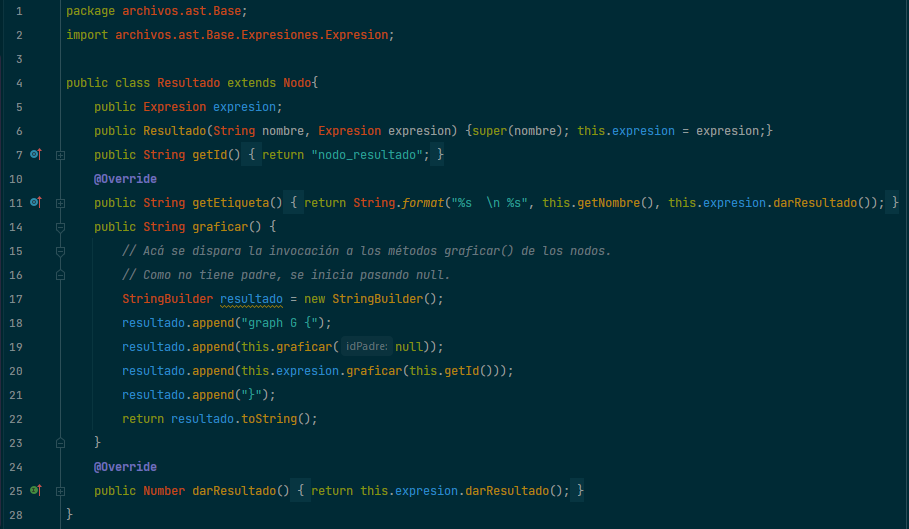 1 package archivos.ast.Base;
2 import archivos.ast.Base.Expresiones.Expresion;
3
4 public class Resultado extends Nodo{
5 public Expresion expresion;
6 public Resultado(String nombre, Expresion expresion) {super(nombre); this.expresion = expresion;}
7 public String getId() { return "nodo_resultado"; }
10 @Override
11 public String getEtiqueta() { return String.format("%s  \n %s", this.getNombre(), this.expresion.darResultado()); }
14 public String graficar() {
15 // Acá se dispara la invocación a los métodos graficar() de los nodos.
16 // Como no tiene padre, se inicia pasando null.
17 StringBuilder resultado = new StringBuilder();
18 resultado.append("graph G {");
19 resultado.append(this.graficar( idPadre: null));
20 resultado.append(this.expresion.graficar(this.getId()));
21 resultado.append("}");
22 return resultado.toString();
23 }
24 @Override
25 public Number darResultado() { return this.expresion.darResultado(); }
28 }